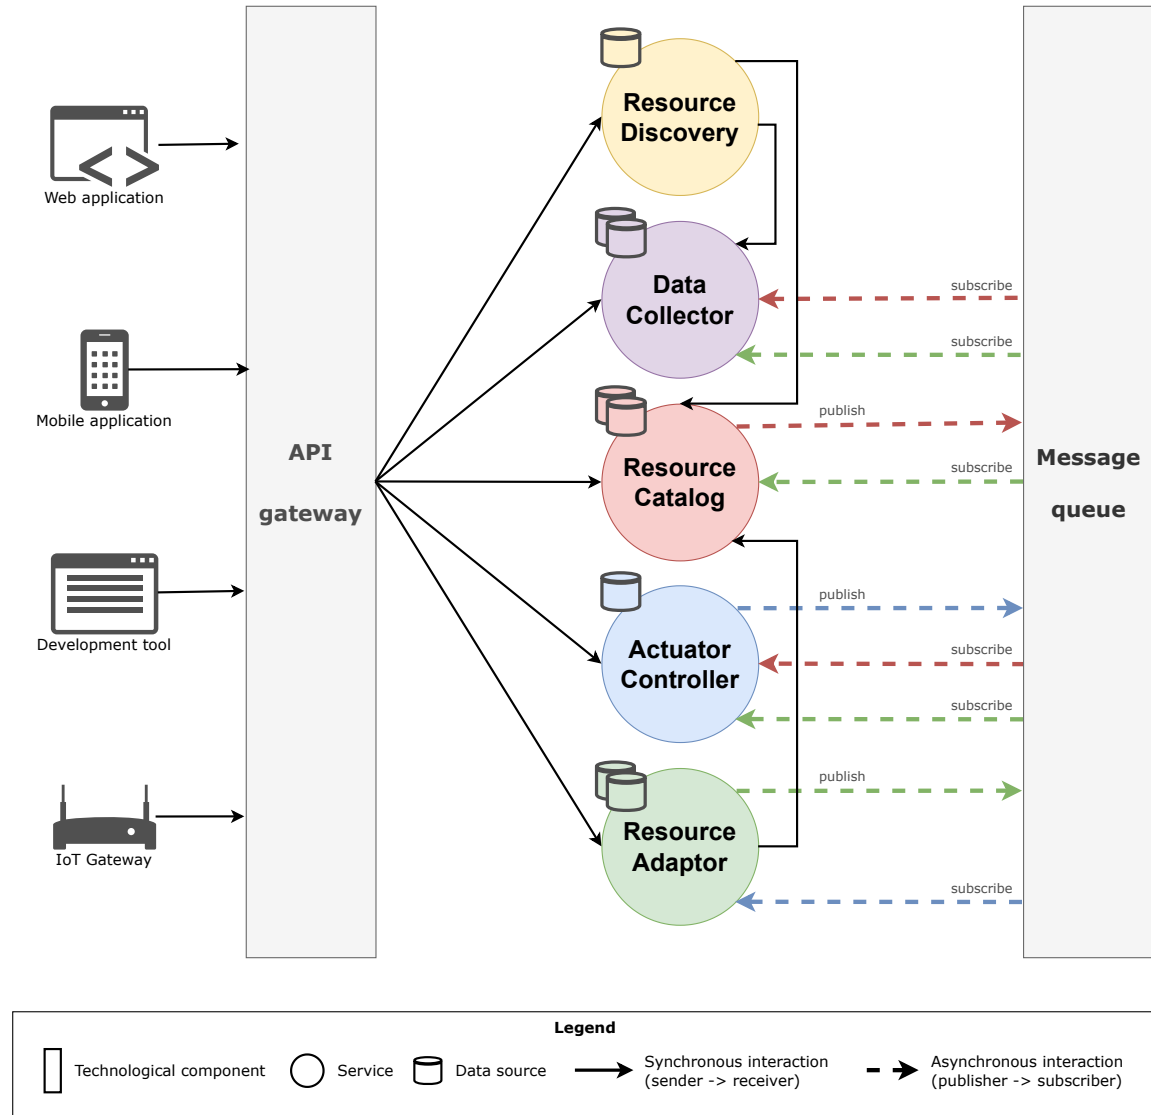 Web application
Mobile application
Development tool
IoT Gateway
API
gateway
Resource
Discovery
Data
Collector
Resource
Catalog
Actuator
Controller
Resource
Adaptor
subscribe
subscribe
publish
subscribe
publish
subscribe
subscribe
publish
subscribe
Message
queue
Legend
Technological component
Service
Data source
Synchronous interaction
(sender -> receiver)
Asynchronous interaction
(publisher -> subscriber)